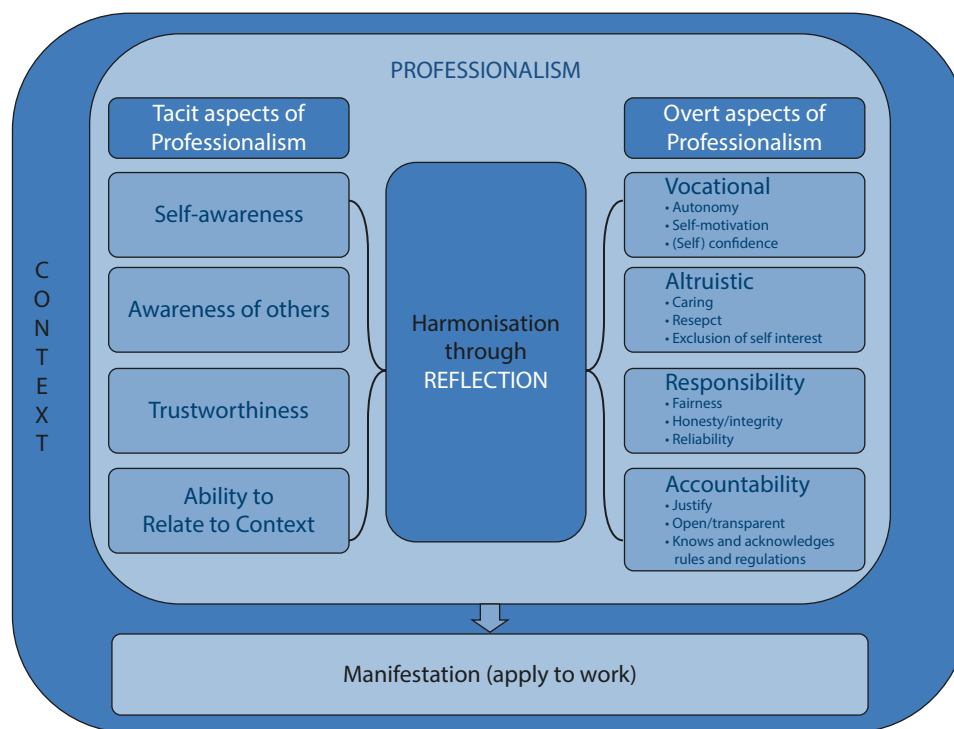 PROFESSIONALISM
Tacit aspects of
Professionalism
Self-awareness
Awareness of others
Trustworthiness
Ability to
Relate to Context
Harmonisation
through
REFLECTION
Overt aspects of
Professionalism
Vocational
• Autonomy
• Self-motivation
• (Self) confidence
Altruistic
• Caring
• Resepct
• Exclusion of self interest
Responsibility
• Fairness
• Honesty/integrity
• Reliability
Accountability
• Justify
• Open/transparent
• Knows and acknowledges
rules and regulations
CONTEXT
Manifestation (apply to work)